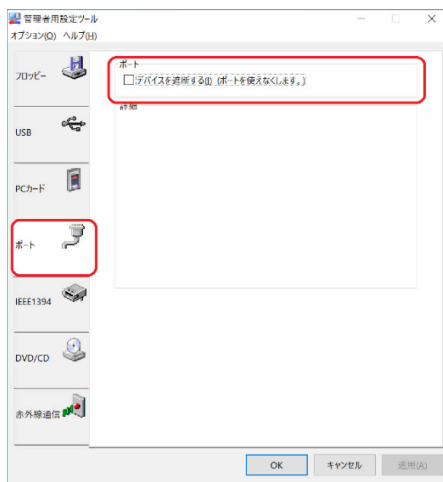 管理者用設定ツール
オプション(O) ヘルプ(H)
フロッピー
USB
PCカード
ポート
IEEE1394
DVD/CD
赤外線通信
ポート
デバイスを遮断する(I) (ポートを使えなくします。)
詳細
OK
キャンセル
適用(A)